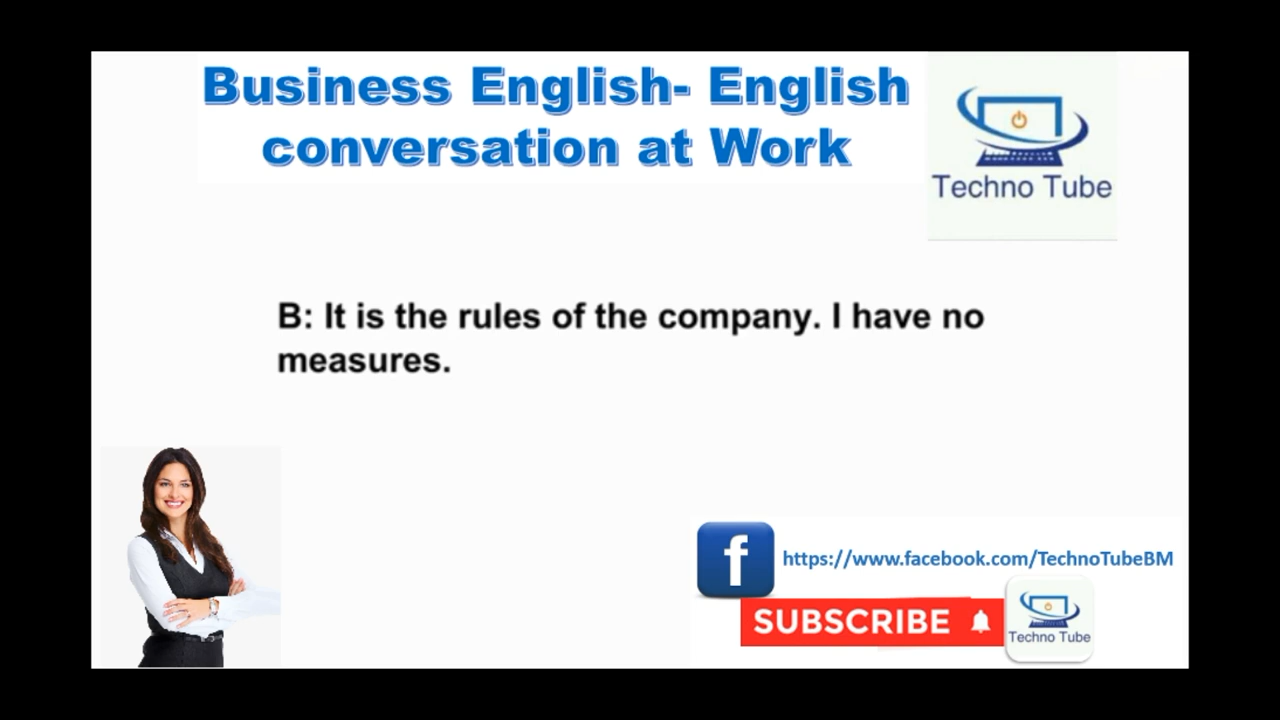 Business English- English
conversation at Work
Techno Tube
B: It is the rules of the company. I have no
measures.
f
https://www.facebook.com/TechnoTubeBM
SUBSCRIBE
Techno Tube